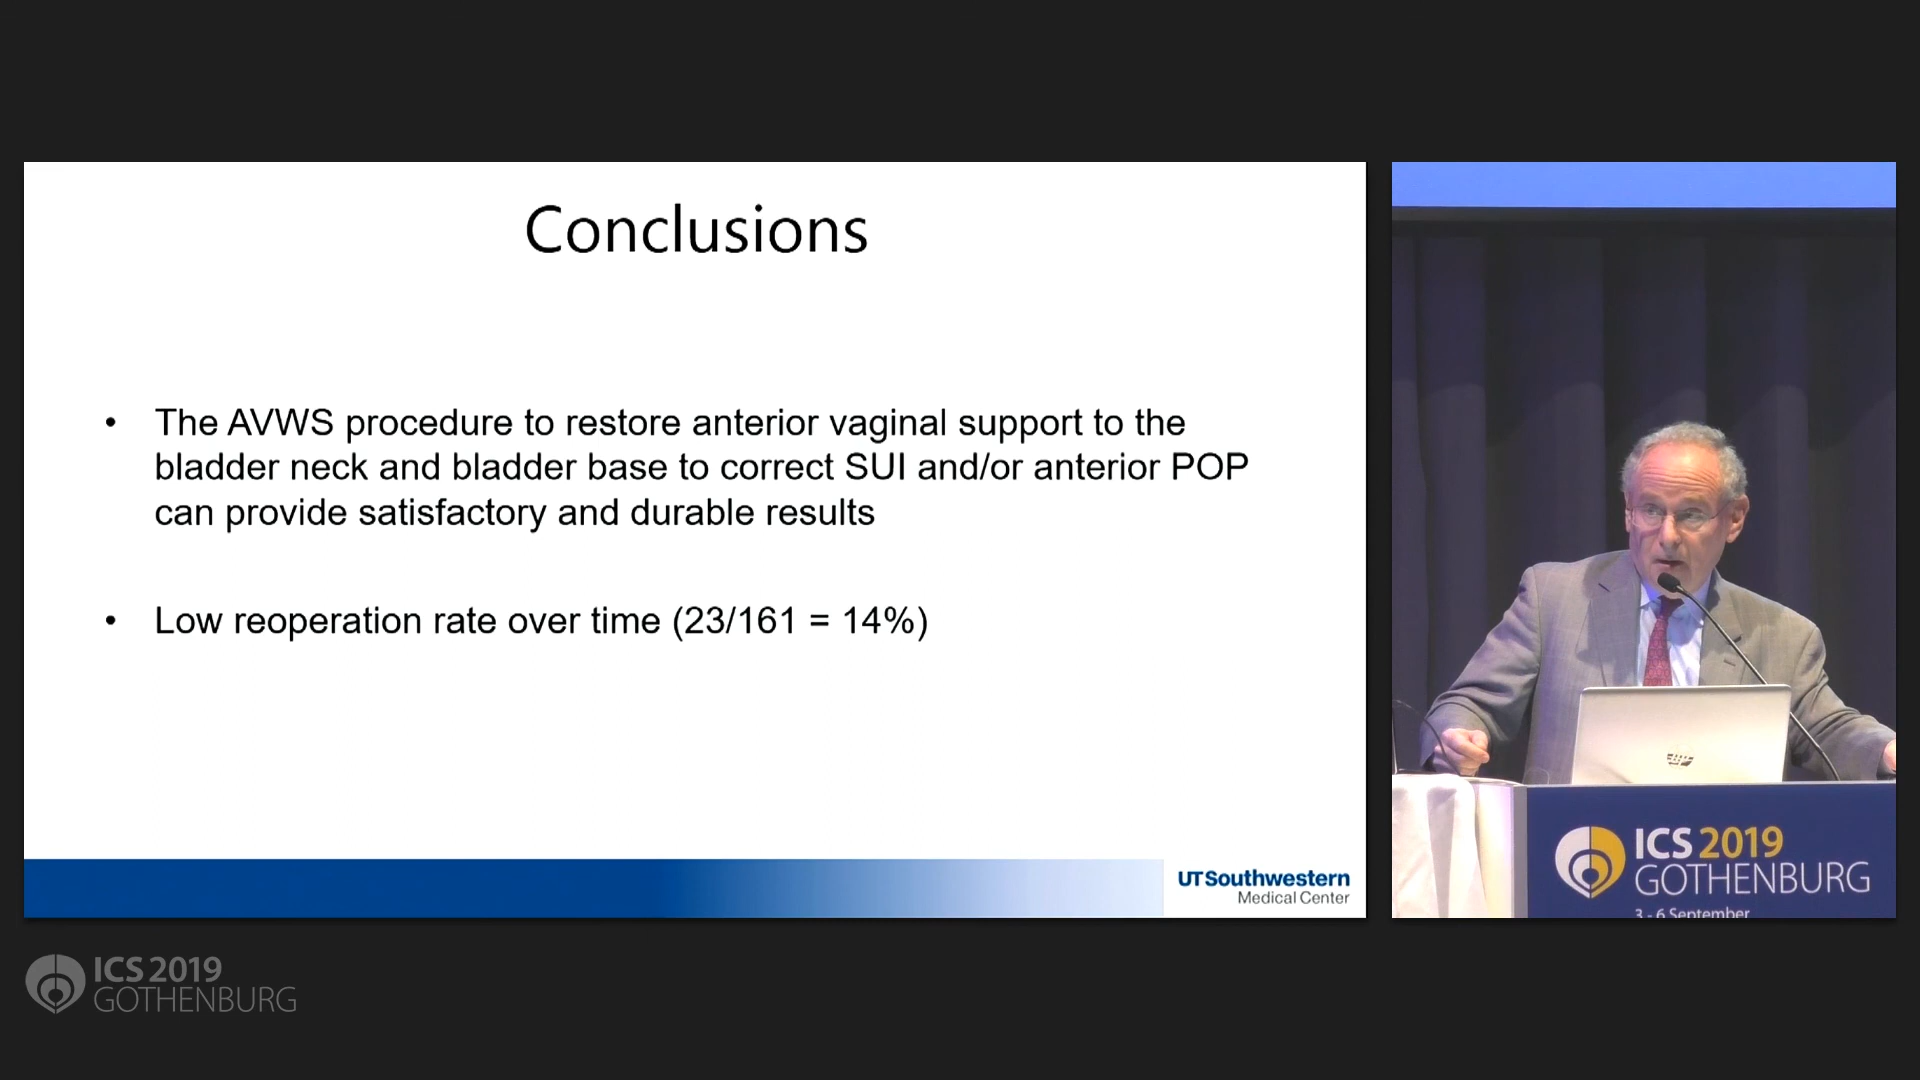 Conclusions
• The AVWS procedure to restore anterior vaginal support to the
bladder neck and bladder base to correct SUI and/or anterior POP
can provide satisfactory and durable results
• Low reoperation rate over time (23/161 = 14%)
UTSouthwestern
Medical Center
hp
ICS 2019
GOTHENBURG
3 - 6 September
ICS 2019
GOTHENBURG